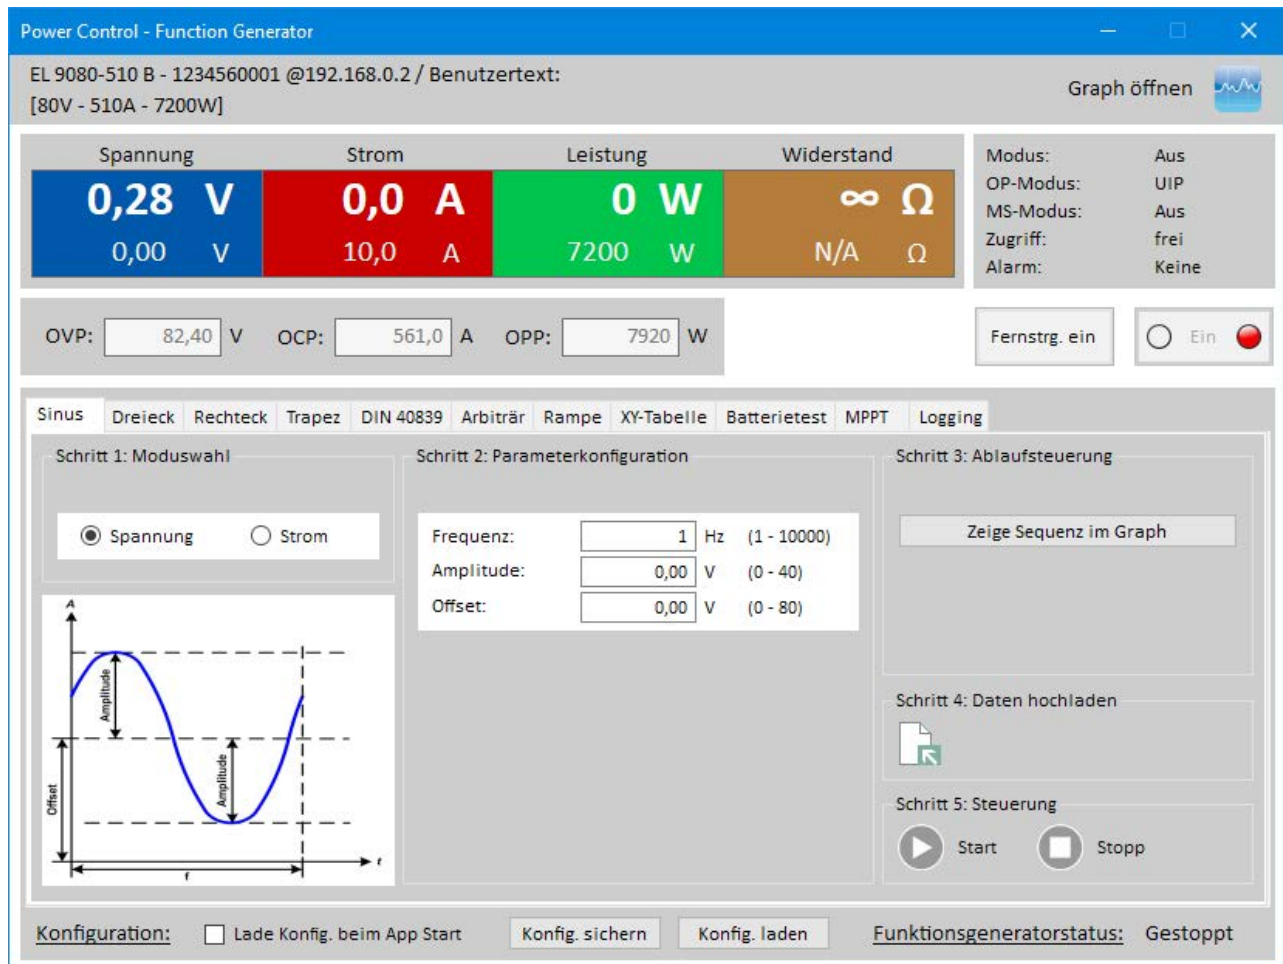 Power Control - Function Generator
EL 9080-510 B - 1234560001 @192.168.0.2 / Benutzertext:
[80V - 510A - 7200W]
Graph öffnen
Spannung Strom Leistung Widerstand
0,28 V 0,0 A 0 W ∞ Ω
0,00 V 10,0 A 7200 W N/A Ω
Modus: Aus
OP-Modus: UIP
MS-Modus: Aus
Zugriff: frei
Alarm: Keine
OVP: 82,40 V OCP: 561,0 A OPP: 7920 W
Fernstrg. ein
Ein
Sinus Dreieck Rechteck Trapez DIN 40839 Arbiträr Rampe XY-Tabelle Batterietest MPPT Logging
Schritt 1: Moduswahl
Spannung Strom
A
Amplitude
Amplitude
Offset
t
f
Schritt 2: Parameterkonfiguration
Frequenz: 1 Hz (1 - 10000)
Amplitude: 0,00 V (0 - 40)
Offset: 0,00 V (0 - 80)
Schritt 3: Ablaufsteuerung
Zeige Sequenz im Graph
Schritt 4: Daten hochladen
Schritt 5: Steuerung
Start Stopp
Konfiguration: Lade Konfig. beim App Start Konfig. sichern Konfig. laden Funktionsgeneratorstatus: Gestoppt